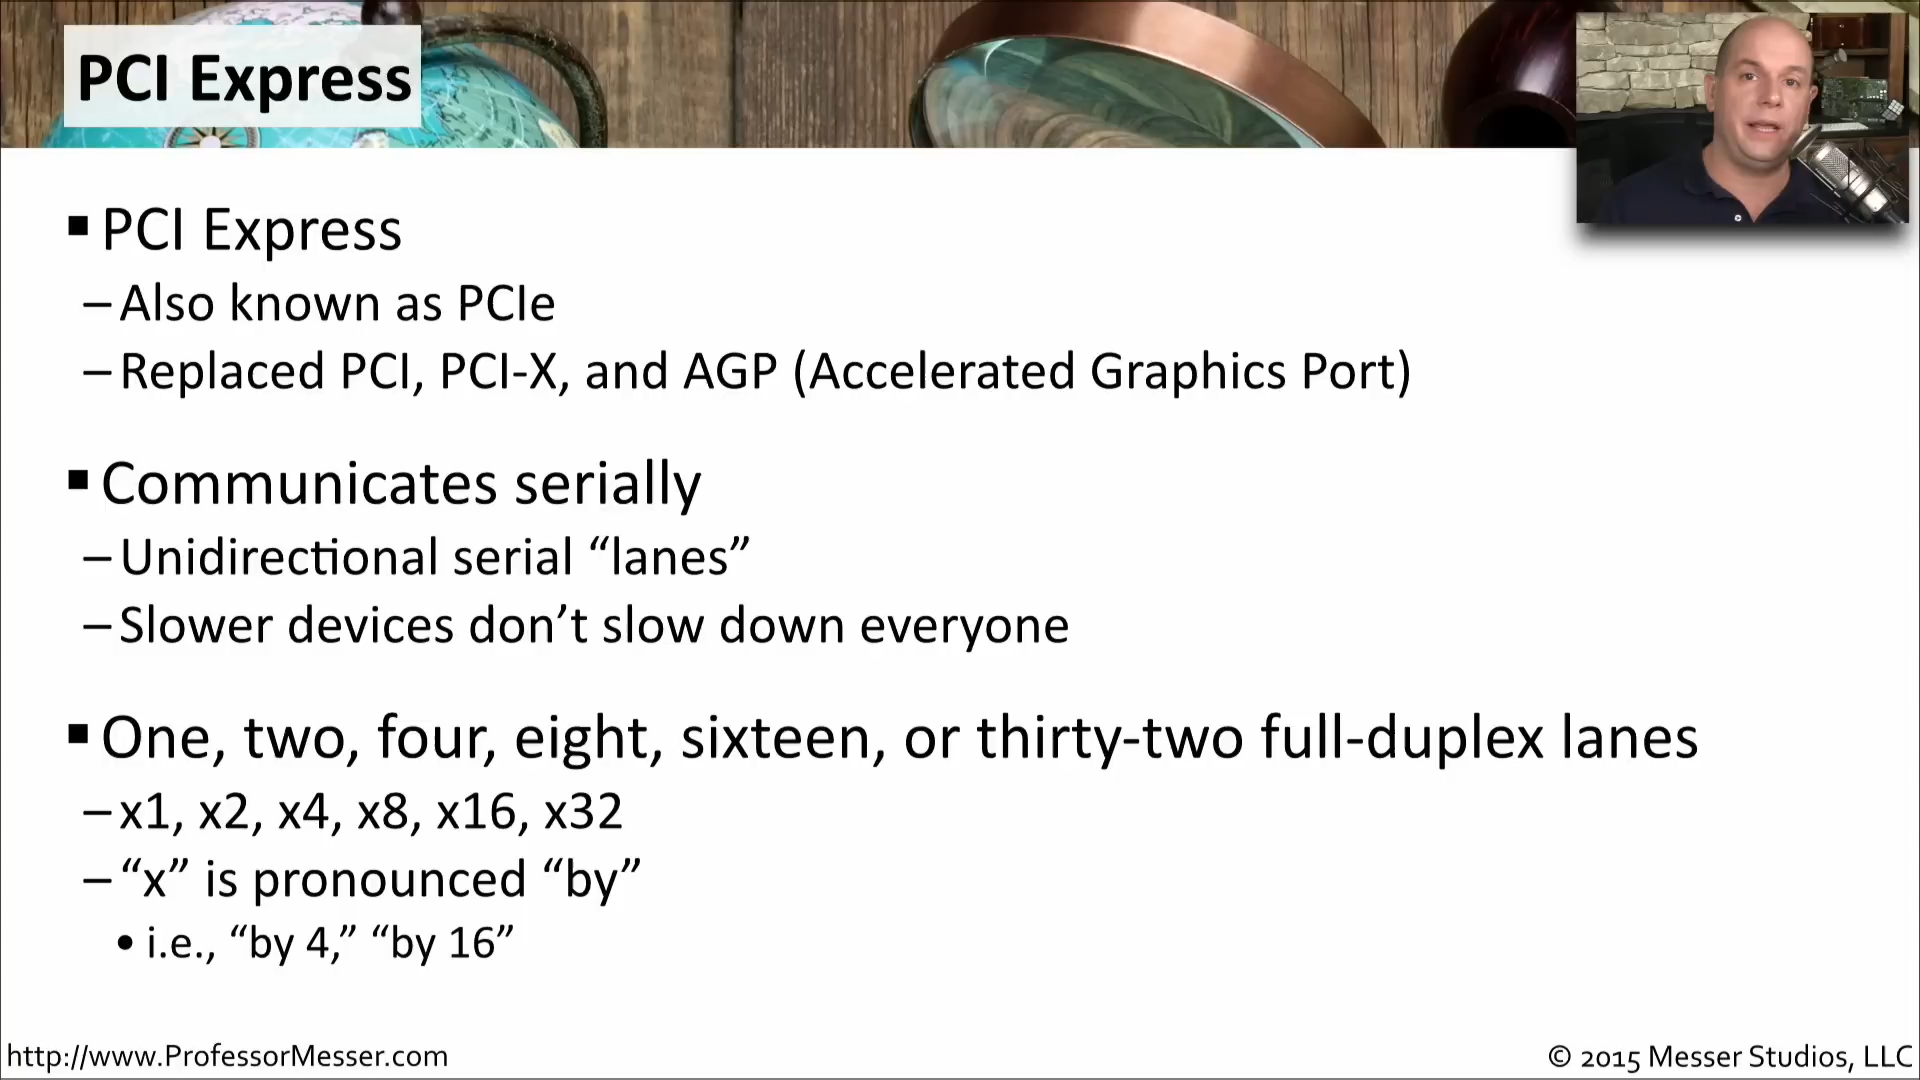 PCI Express
▪ PCI Express
– Also known as PCIe
– Replaced PCI, PCI-X, and AGP (Accelerated Graphics Port)
▪ Communicates serially
– Unidirectional serial “lanes”
– Slower devices don’t slow down everyone
▪ One, two, four, eight, sixteen, or thirty-two full-duplex lanes
– x1, x2, x4, x8, x16, x32
– “x” is pronounced “by”
• i.e., “by 4,” “by 16”
http://www.ProfessorMesser.com
© 2015 Messer Studios, LLC